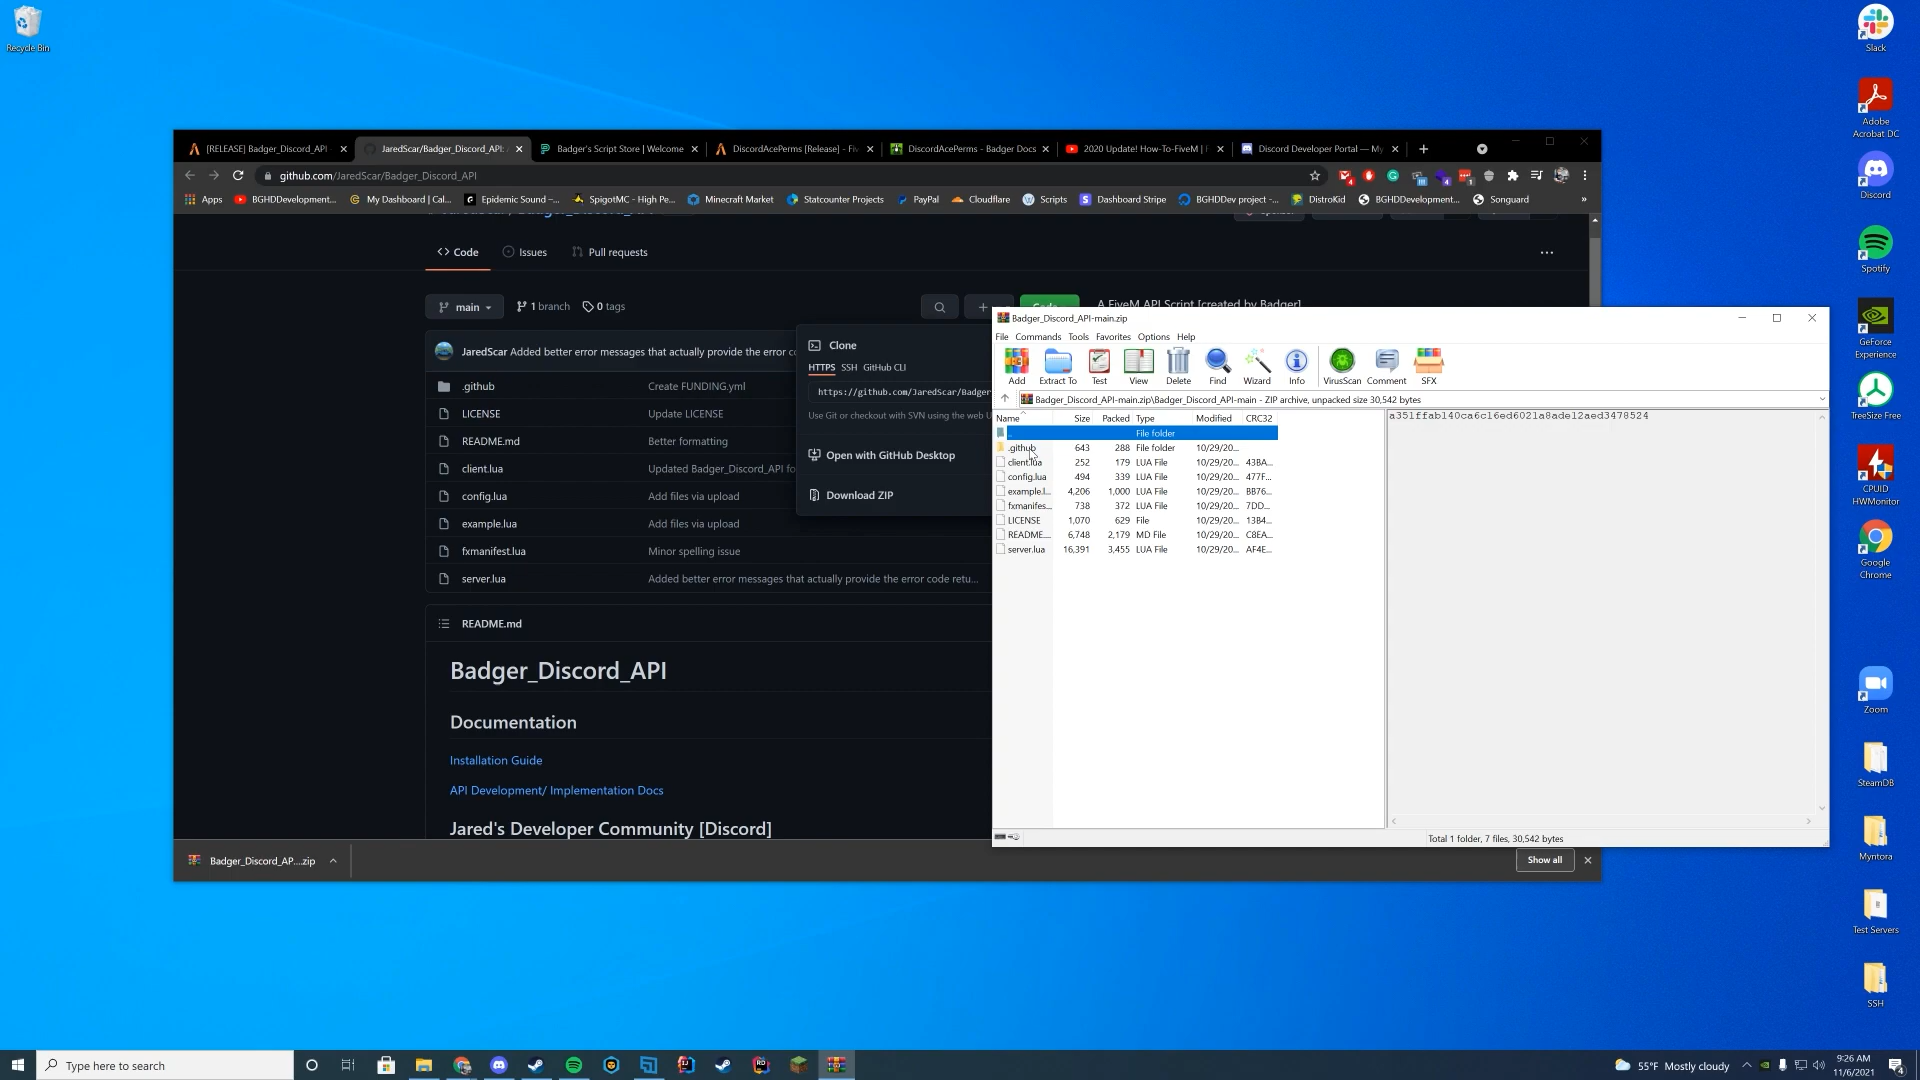 Recycle Bin
Slack
Adobe
Acrobat DC
Discord
Spotify
GeForce
Experience
TreeSize Free
CPUID
HWMonitor
Google
Chrome
Zoom
SteamDB
Myntora
Test Servers
SSH
[RELEASE] Badger_Discord_API
JaredScar/Badger_Discord_API:
Badger's Script Store | Welcome
DiscordAcePerms [Release] - Fiv
DiscordAcePerms - Badger Docs
2020 Update! How-To-FiveM |
Discord Developer Portal — My
github.com/JaredScar/Badger_Discord_API
Apps
BGHDDevelopment...
My Dashboard | Cal...
Epidemic Sound –...
SpigotMC - High Pe...
Minecraft Market
Statcounter Projects
PayPal
Cloudflare
Scripts
Dashboard Stripe
BGHDDev project -...
DistroKid
BGHDDevelopment...
Songuard
»
Code
Issues
Pull requests
main
1 branch
0 tags
A FiveM API Script [created by Badger]
JaredScar Added better error messages that actually provide the error co
.github Create FUNDING.yml
LICENSE Update LICENSE
README.md Better formatting
client.lua Updated Badger_Discord_API fo
config.lua Add files via upload
example.lua Add files via upload
fxmanifest.lua Minor spelling issue
server.lua Added better error messages that actually provide the error code retu...
Clone
HTTPS SSH GitHub CLI
https://github.com/JaredScar/Badger
Use Git or checkout with SVN using the web U
Open with GitHub Desktop
Download ZIP
README.md
Badger_Discord_API
Documentation
Installation Guide
API Development/ Implementation Docs
Jared's Developer Community [Discord]
Badger_Discord_AP....zip
Show all
Badger_Discord_API-main.zip
File Commands Tools Favorites Options Help
Add Extract To Test View Delete Find Wizard Info VirusScan Comment SFX
Badger_Discord_API-main.zip\Badger_Discord_API-main - ZIP archive, unpacked size 30,542 bytes
Name Size Packed Type Modified CRC32
.. File folder
.github 643 288 File folder 10/29/20...
client.lua 252 179 LUA File 10/29/20... 43BA...
config.lua 494 339 LUA File 10/29/20... 477F...
example.l... 4,206 1,000 LUA File 10/29/20... BB76...
fxmanifes... 738 372 LUA File 10/29/20... 7DD...
LICENSE 1,070 629 File 10/29/20... 13B4...
README.... 6,748 2,179 MD File 10/29/20... C8EA...
server.lua 16,391 3,455 LUA File 10/29/20... AF4E...
a351ffab140ca6c16ed6021a8ade12aed3478524
Total 1 folder, 7 files, 30,542 bytes
Type here to search
55°F Mostly cloudy
9:26 AM
11/6/2021